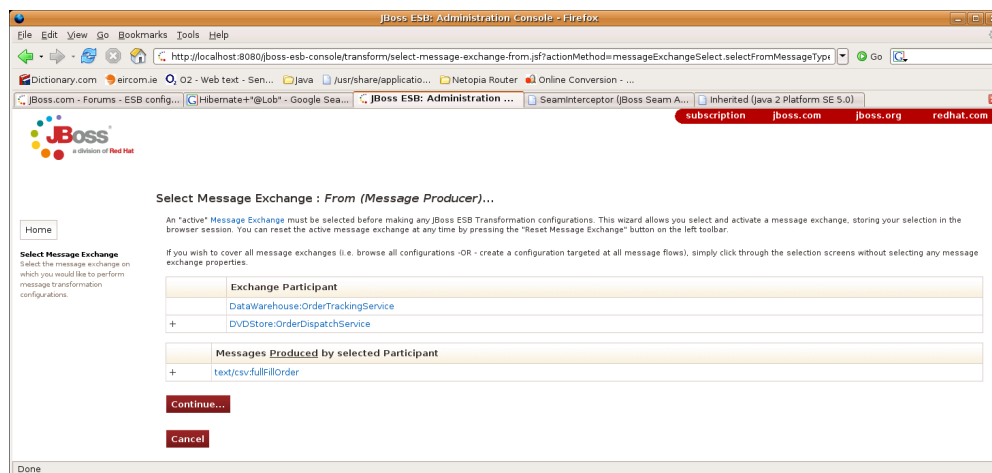 JBoss ESB: Administration Console - Firefox
File Edit View Go Bookmarks Tools Help
http://localhost:8080/jboss-esb-console/transform/select-message-exchange-from.jsf?actionMethod=messageExchangeSelect.selectFromMessageType
Go
Dictionary.com eircom.ie O2 - Web text - Sen... Java /usr/share/applicatio... Netopia Router Online Conversion - ...
JBoss.com - Forums - ESB config... Hibernate+"@Lob" - Google Sea... JBoss ESB: Administration ... SeamInterceptor (JBoss Seam A... Inherited (Java 2 Platform SE 5.0)
subscription jboss.com jboss.org redhat.com
JBoss
a division of Red Hat
Select Message Exchange : From (Message Producer)...
Home
An "active" Message Exchange must be selected before making any JBoss ESB Transformation configurations. This wizard allows you select and activate a message exchange, storing your selection in the
browser session. You can reset the active message exchange at any time by pressing the "Reset Message Exchange" button on the left toolbar.
Select Message Exchange
Select the message exchange on
which you would like to perform
message transformation
configurations.
If you wish to cover all message exchanges (i.e. browse all configurations -OR - create a configuration targeted at all message flows), simply click through the selection screens without selecting any message
exchange properties.
Exchange Participant
DataWarehouse:OrderTrackingService
+ DVDStore:OrderDispatchService
Messages Produced by selected Participant
+ text/csv:fullFillOrder
Continue...
Cancel
Done